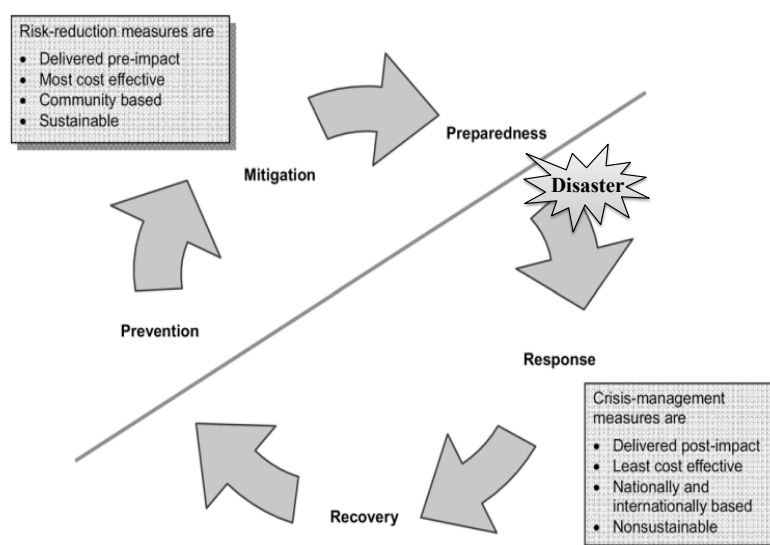 Risk-reduction measures are
• Delivered pre-impact
• Most cost effective
• Community based
• Sustainable
Preparedness
Mitigation
Disaster
Prevention
Response
Crisis-management
measures are
• Delivered post-impact
• Least cost effective
• Nationally and
internationally based
• Nonsustainable
Recovery